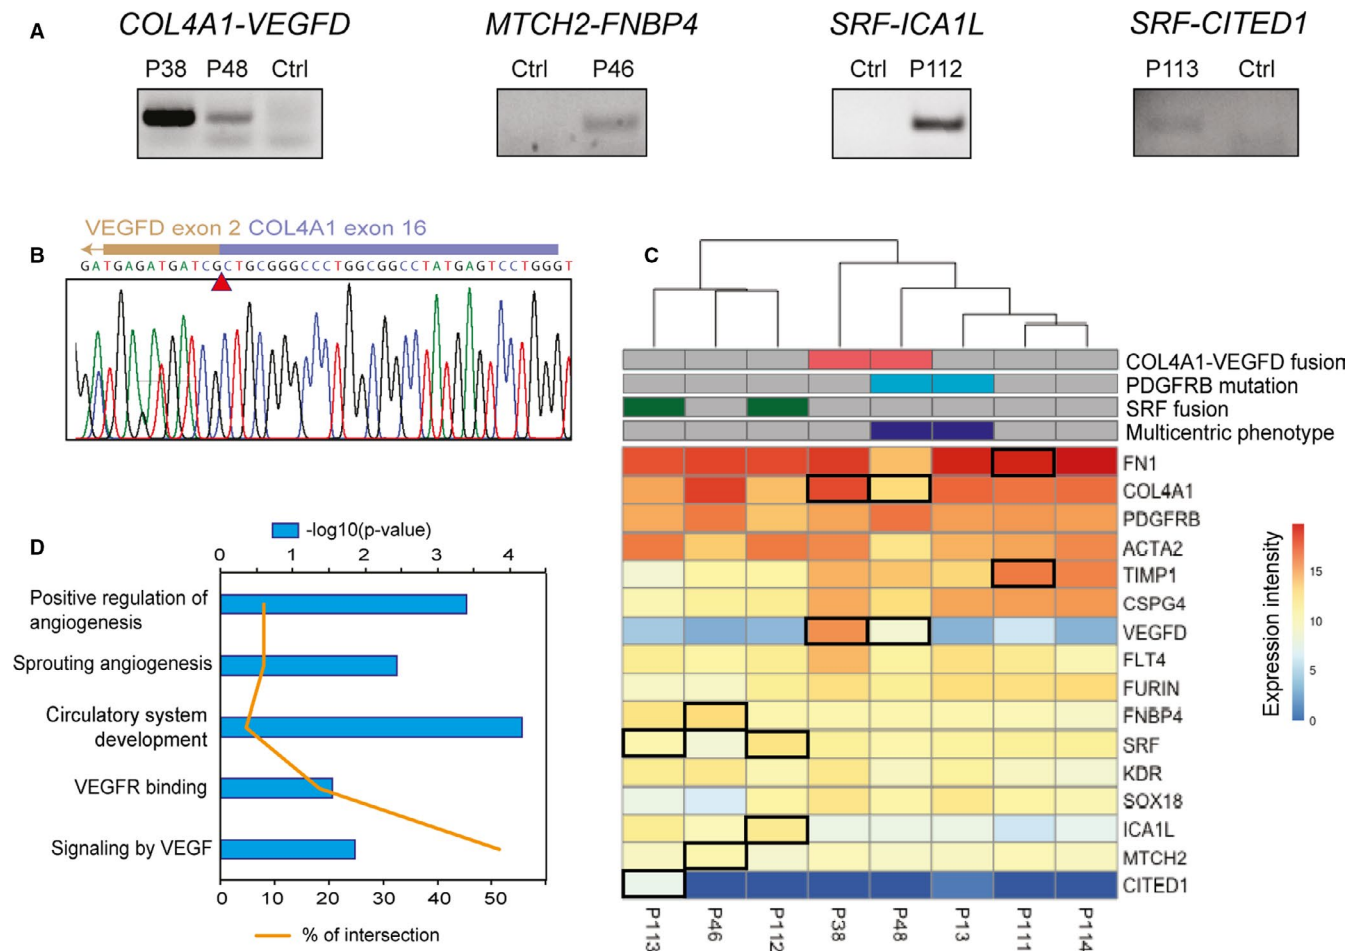 A
COL4A1-VEGFD
MTCH2-FNBP4
SRF-ICA1L
SRF-CITED1
P38 P48 Ctrl
Ctrl P46
Ctrl P112
P113 Ctrl
B
VEGFD exon 2 COL4A1 exon 16
GATGAGATGATCGCTGCGGGCCCTGGCGGCCTATGAGTCCTGGGT
C
COL4A1-VEGFD fusion
PDGFRB mutation
SRF fusion
Multicentric phenotype
FN1
COL4A1
PDGFRB
ACTA2
TIMP1
CSPG4
VEGFD
FLT4
FURIN
FNBP4
SRF
KDR
SOX18
ICA1L
MTCH2
CITED1
P113
P46
P112
P38
P48
P13
P111
P114
Expression intensity
15
10
5
0
D
-log10(p-value)
0 1 2 3 4
Positive regulation of
angiogenesis
Sprouting angiogenesis
Circulatory system
development
VEGFR binding
Signaling by VEGF
0 10 20 30 40 50
% of intersection